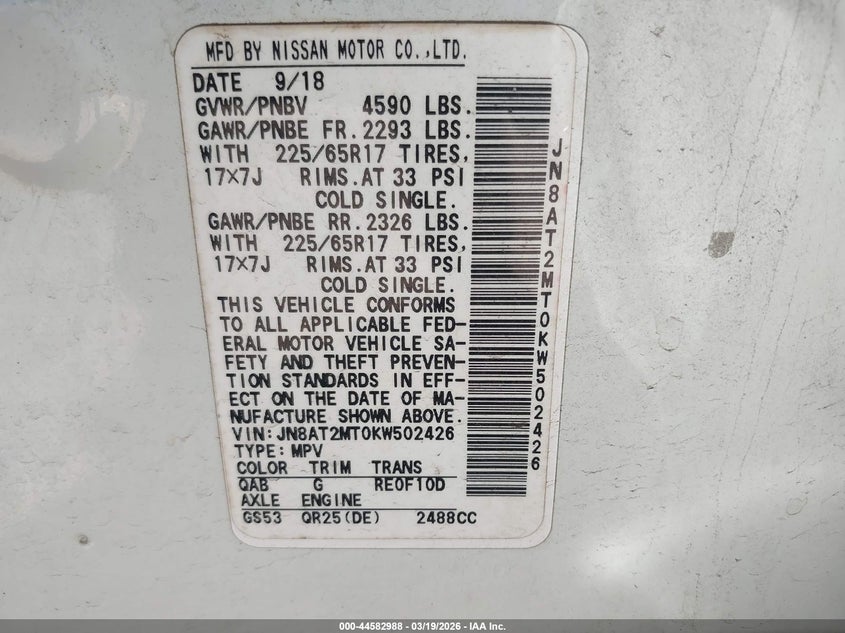 MFD BY NISSAN MOTOR CO.,LTD.
DATE 9/18
GVWR/PNBV 4590 LBS.
GAWR/PNBE FR.2293 LBS.
WITH 225/65R17 TIRES,
17×7J RIMS.AT 33 PSI
COLD SINGLE.
GAWR/PNBE RR.2326 LBS.
WITH 225/65R17 TIRES,
17×7J RIMS.AT 33 PSI
COLD SINGLE.
THIS VEHICLE CONFORMS
TO ALL APPLICABLE FED-
ERAL MOTOR VEHICLE SA-
FETY AND THEFT PREVEN-
TION STANDARDS IN EFF-
ECT ON THE DATE OF MA-
NUFACTURE SHOWN ABOVE.
VIN:JN8AT2MT0KW502426
TYPE:MPV
COLOR TRIM TRANS
QAB G RE0F10D
AXLE ENGINE
GS53 QR25(DE) 2488CC
JN8AT2MT0KW502426
000-44582988 - 03/19/2026 - IAA Inc.